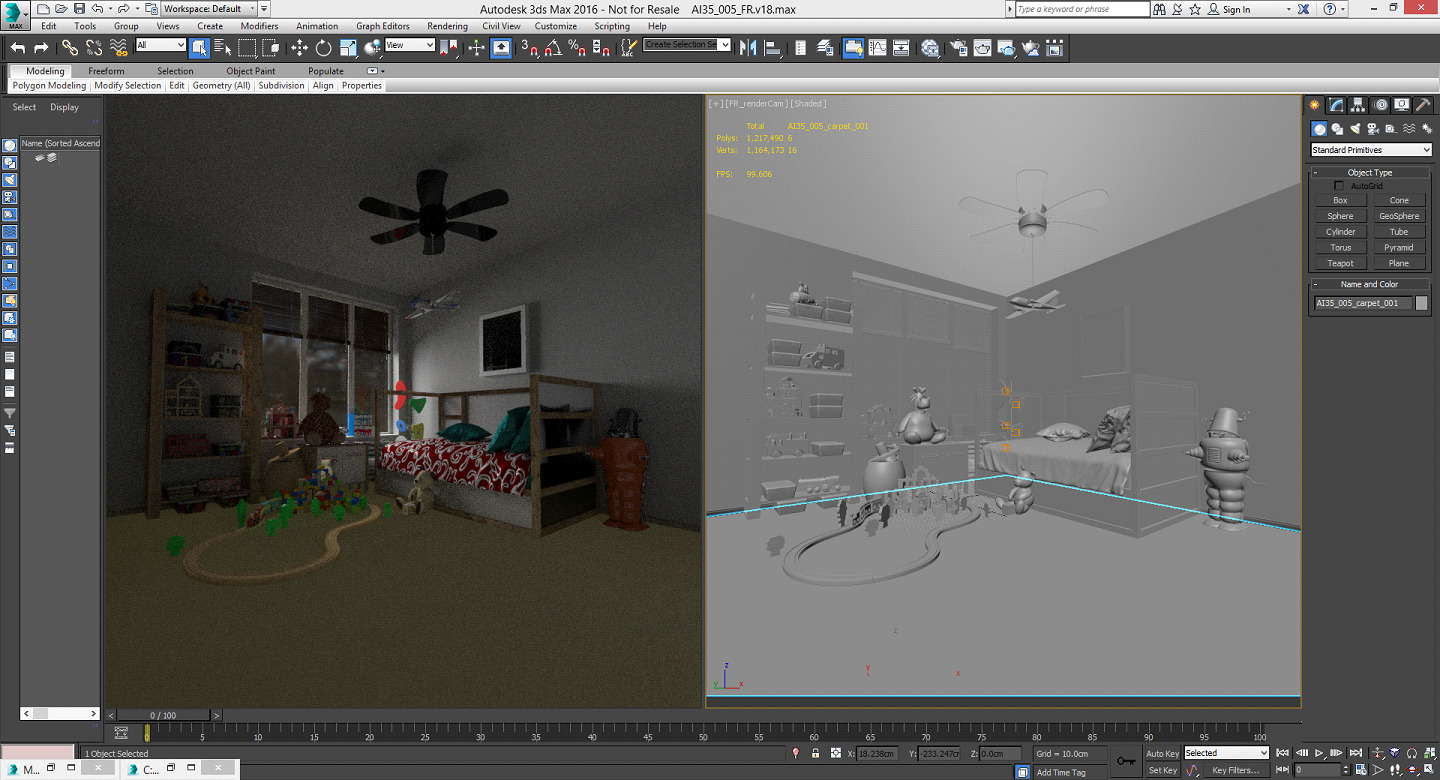 Workspace: Default
Autodesk 3ds Max 2016 - Not for Resale AI35_005_FR.v18.max
Type a keyword or phrase
Sign In
MAX
Edit Tools Group Views Create Modifiers Animation Graph Editors Rendering Civil View Customize Scripting Help
All
View
3
Create Selection Se
Modeling Freeform Selection Object Paint Populate
Polygon Modeling Modify Selection Edit Geometry (All) Subdivision Align Properties
Select Display
Name (Sorted Ascend
[+] [FR_renderCam] [Shaded]
Total AI35_005_carpet_001
Polys: 1,217,490 6
Verts: 1,164,173 16
FPS: 99.606
Standard Primitives
- Object Type
AutoGrid
Box Cone
Sphere GeoSphere
Cylinder Tube
Torus Pyramid
Teapot Plane
- Name and Color
AI35_005_carpet_001
z
y
x
z
y
x
< 0 / 100 >
0 5 10 15 20 25 30 35 40 45 50 55 60 65 70 75 80 85 90 95 100
1 Object Selected
X: 18.238cm Y: -233.247cr Z: 0.0cm Grid = 10.0cm
Auto Key Selected
Add Time Tag
Set Key Key Filters...
0
M...
C:...